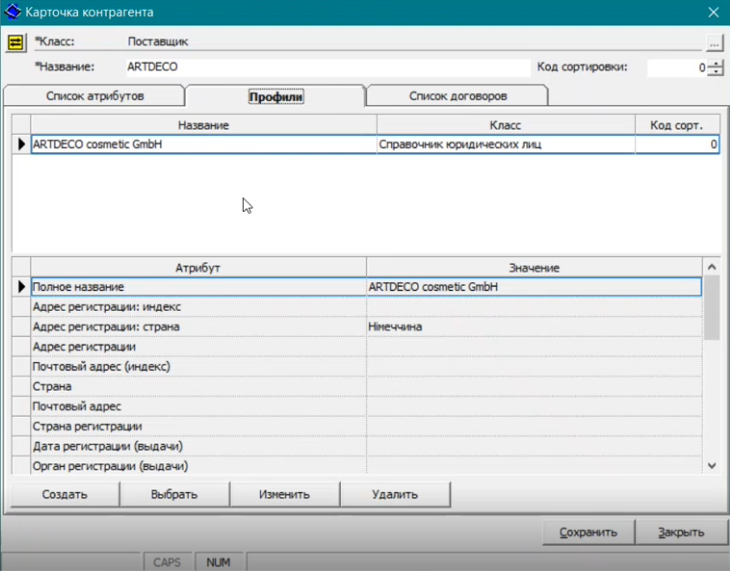 Карточка контрагента
*Класс: Поставщик ...
*Название: ARTDECO Код сортировки: 0
Список атрибутов Профили Список договоров
Название Класс Код сорт.
ARTDECO cosmetic GmbH Справочник юридических лиц 0
Атрибут Значение
Полное название ARTDECO cosmetic GmbH
Адрес регистрации: индекс
Адрес регистрации: страна Німеччина
Адрес регистрации
Почтовый адрес (индекс)
Страна
Почтовый адрес
Страна регистрации
Дата регистрации (выдачи)
Орган регистрации (выдачи)
Создать Выбрать Изменить Удалить
Сохранить Закрыть
CAPS NUM